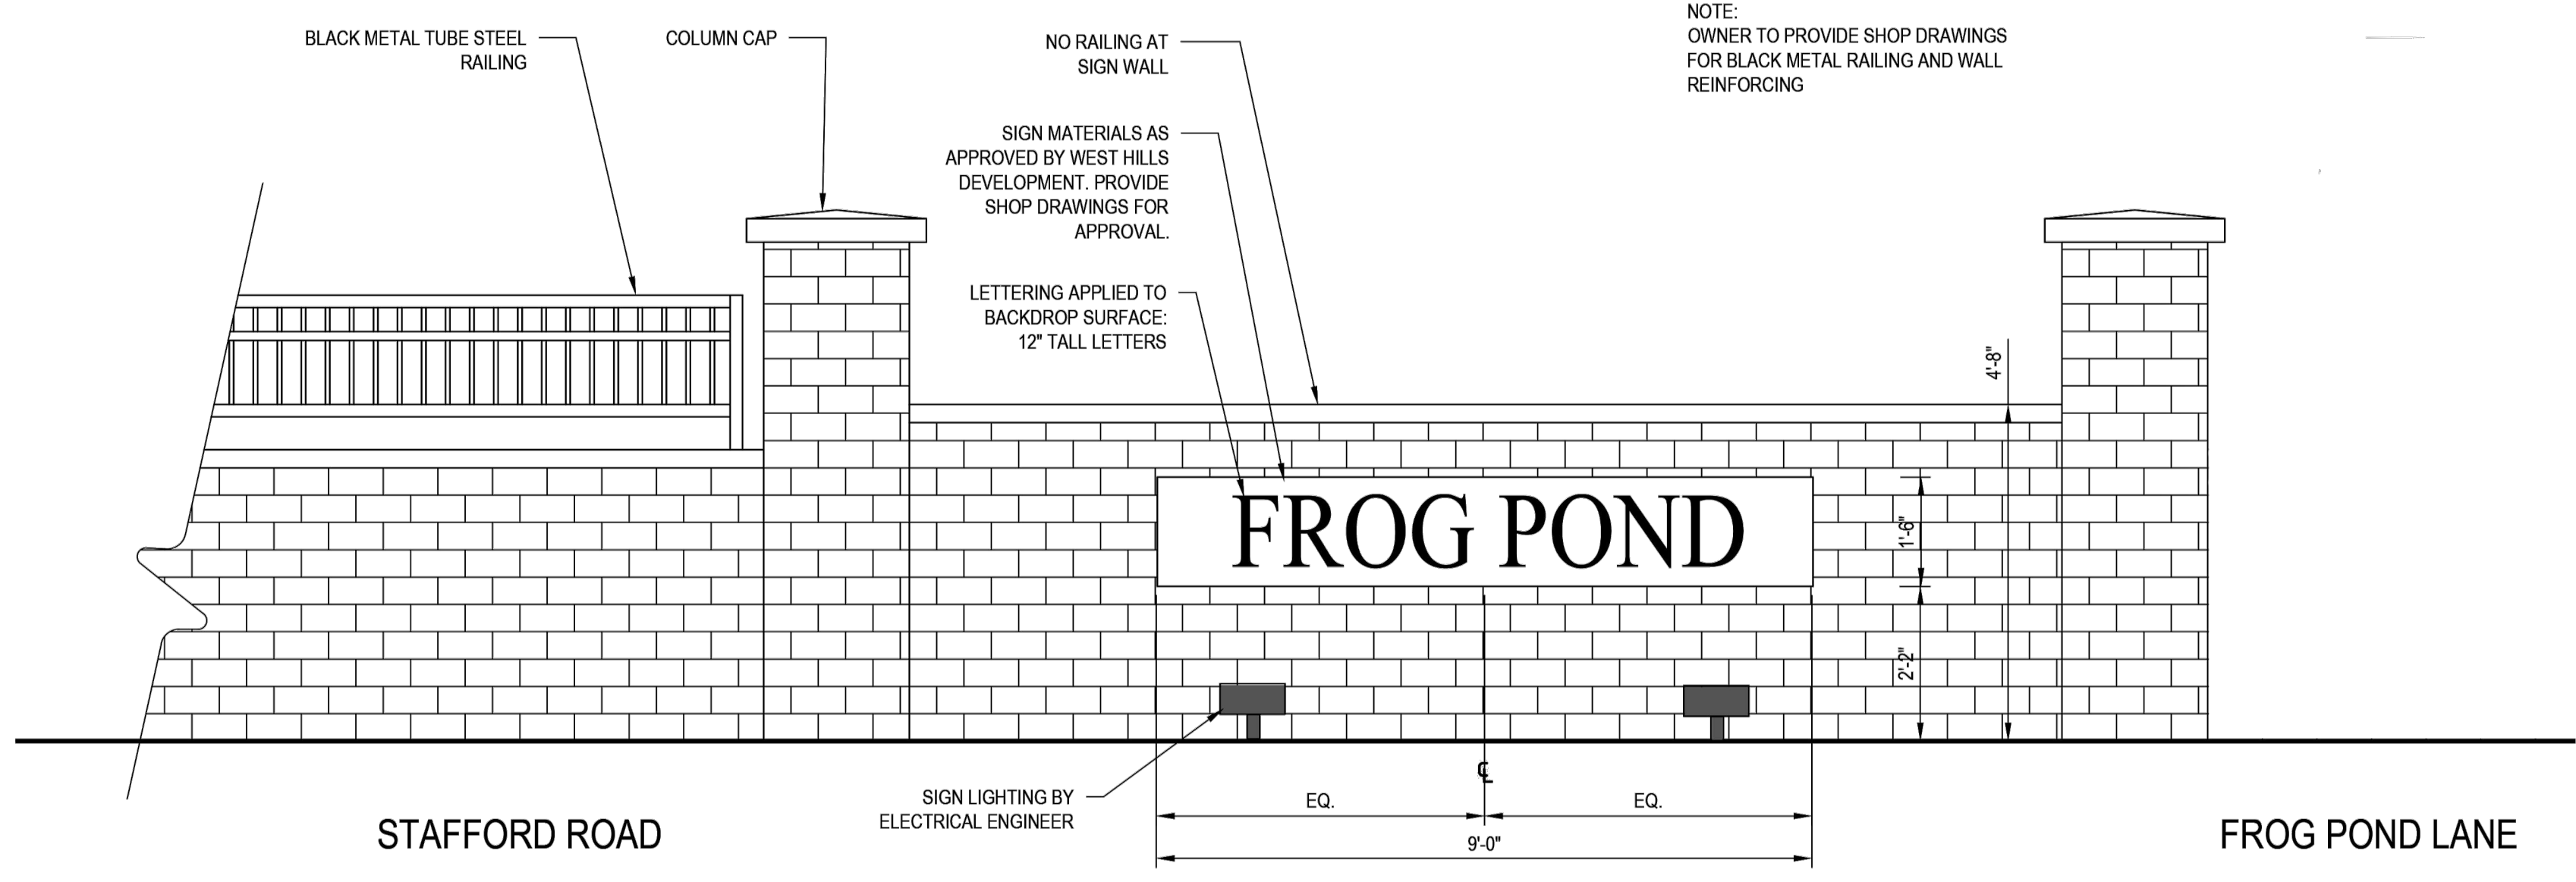 BLACK METAL TUBE STEEL
RAILING
COLUMN CAP
NO RAILING AT
SIGN WALL
NOTE:
OWNER TO PROVIDE SHOP DRAWINGS
FOR BLACK METAL RAILING AND WALL
REINFORCING
SIGN MATERIALS AS
APPROVED BY WEST HILLS
DEVELOPMENT. PROVIDE
SHOP DRAWINGS FOR
APPROVAL.
LETTERING APPLIED TO
BACKDROP SURFACE:
12" TALL LETTERS
4'-8"
FROG POND
1'-6"
2'-2"
℄
SIGN LIGHTING BY
ELECTRICAL ENGINEER
EQ.
EQ.
9'-0"
STAFFORD ROAD
FROG POND LANE